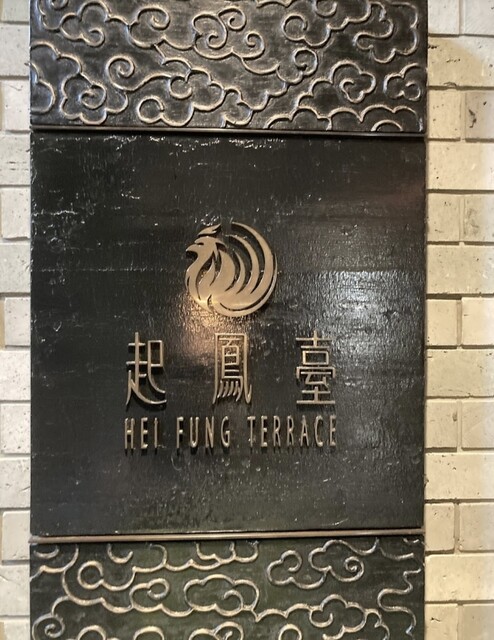 起鳳臺
HEI FUNG TERRACE